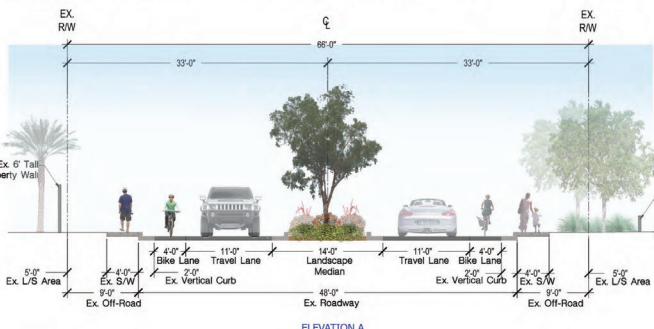 EX.
R/W
℄
EX.
R/W
66'-0"
33'-0"
33'-0"
Ex. 6' Tall
perty Wall
4'-0"
11'-0"
14'-0"
11'-0"
4'-0"
Bike Lane
Travel Lane
Landscape
Median
Travel Lane
Bike Lane
5'-0"
Ex. L/S Area
4'-0"
Ex. S/W
2'-0"
Ex. Vertical Curb
2'-0"
Ex. Vertical Curb
4'-0"
Ex. S/W
5'-0"
Ex. L/S Area
9'-0"
Ex. Off-Road
48'-0"
Ex. Roadway
9'-0"
Ex. Off-Road
ELEVATION A